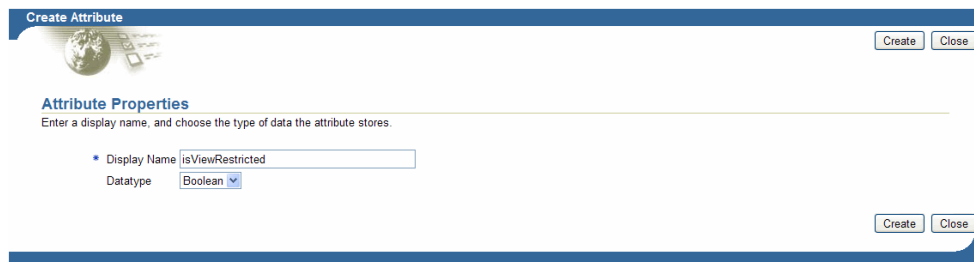 Create Attribute
Create Close
Attribute Properties
Enter a display name, and choose the type of data the attribute stores.
* Display Name isViewRestricted
Datatype Boolean
Create Close